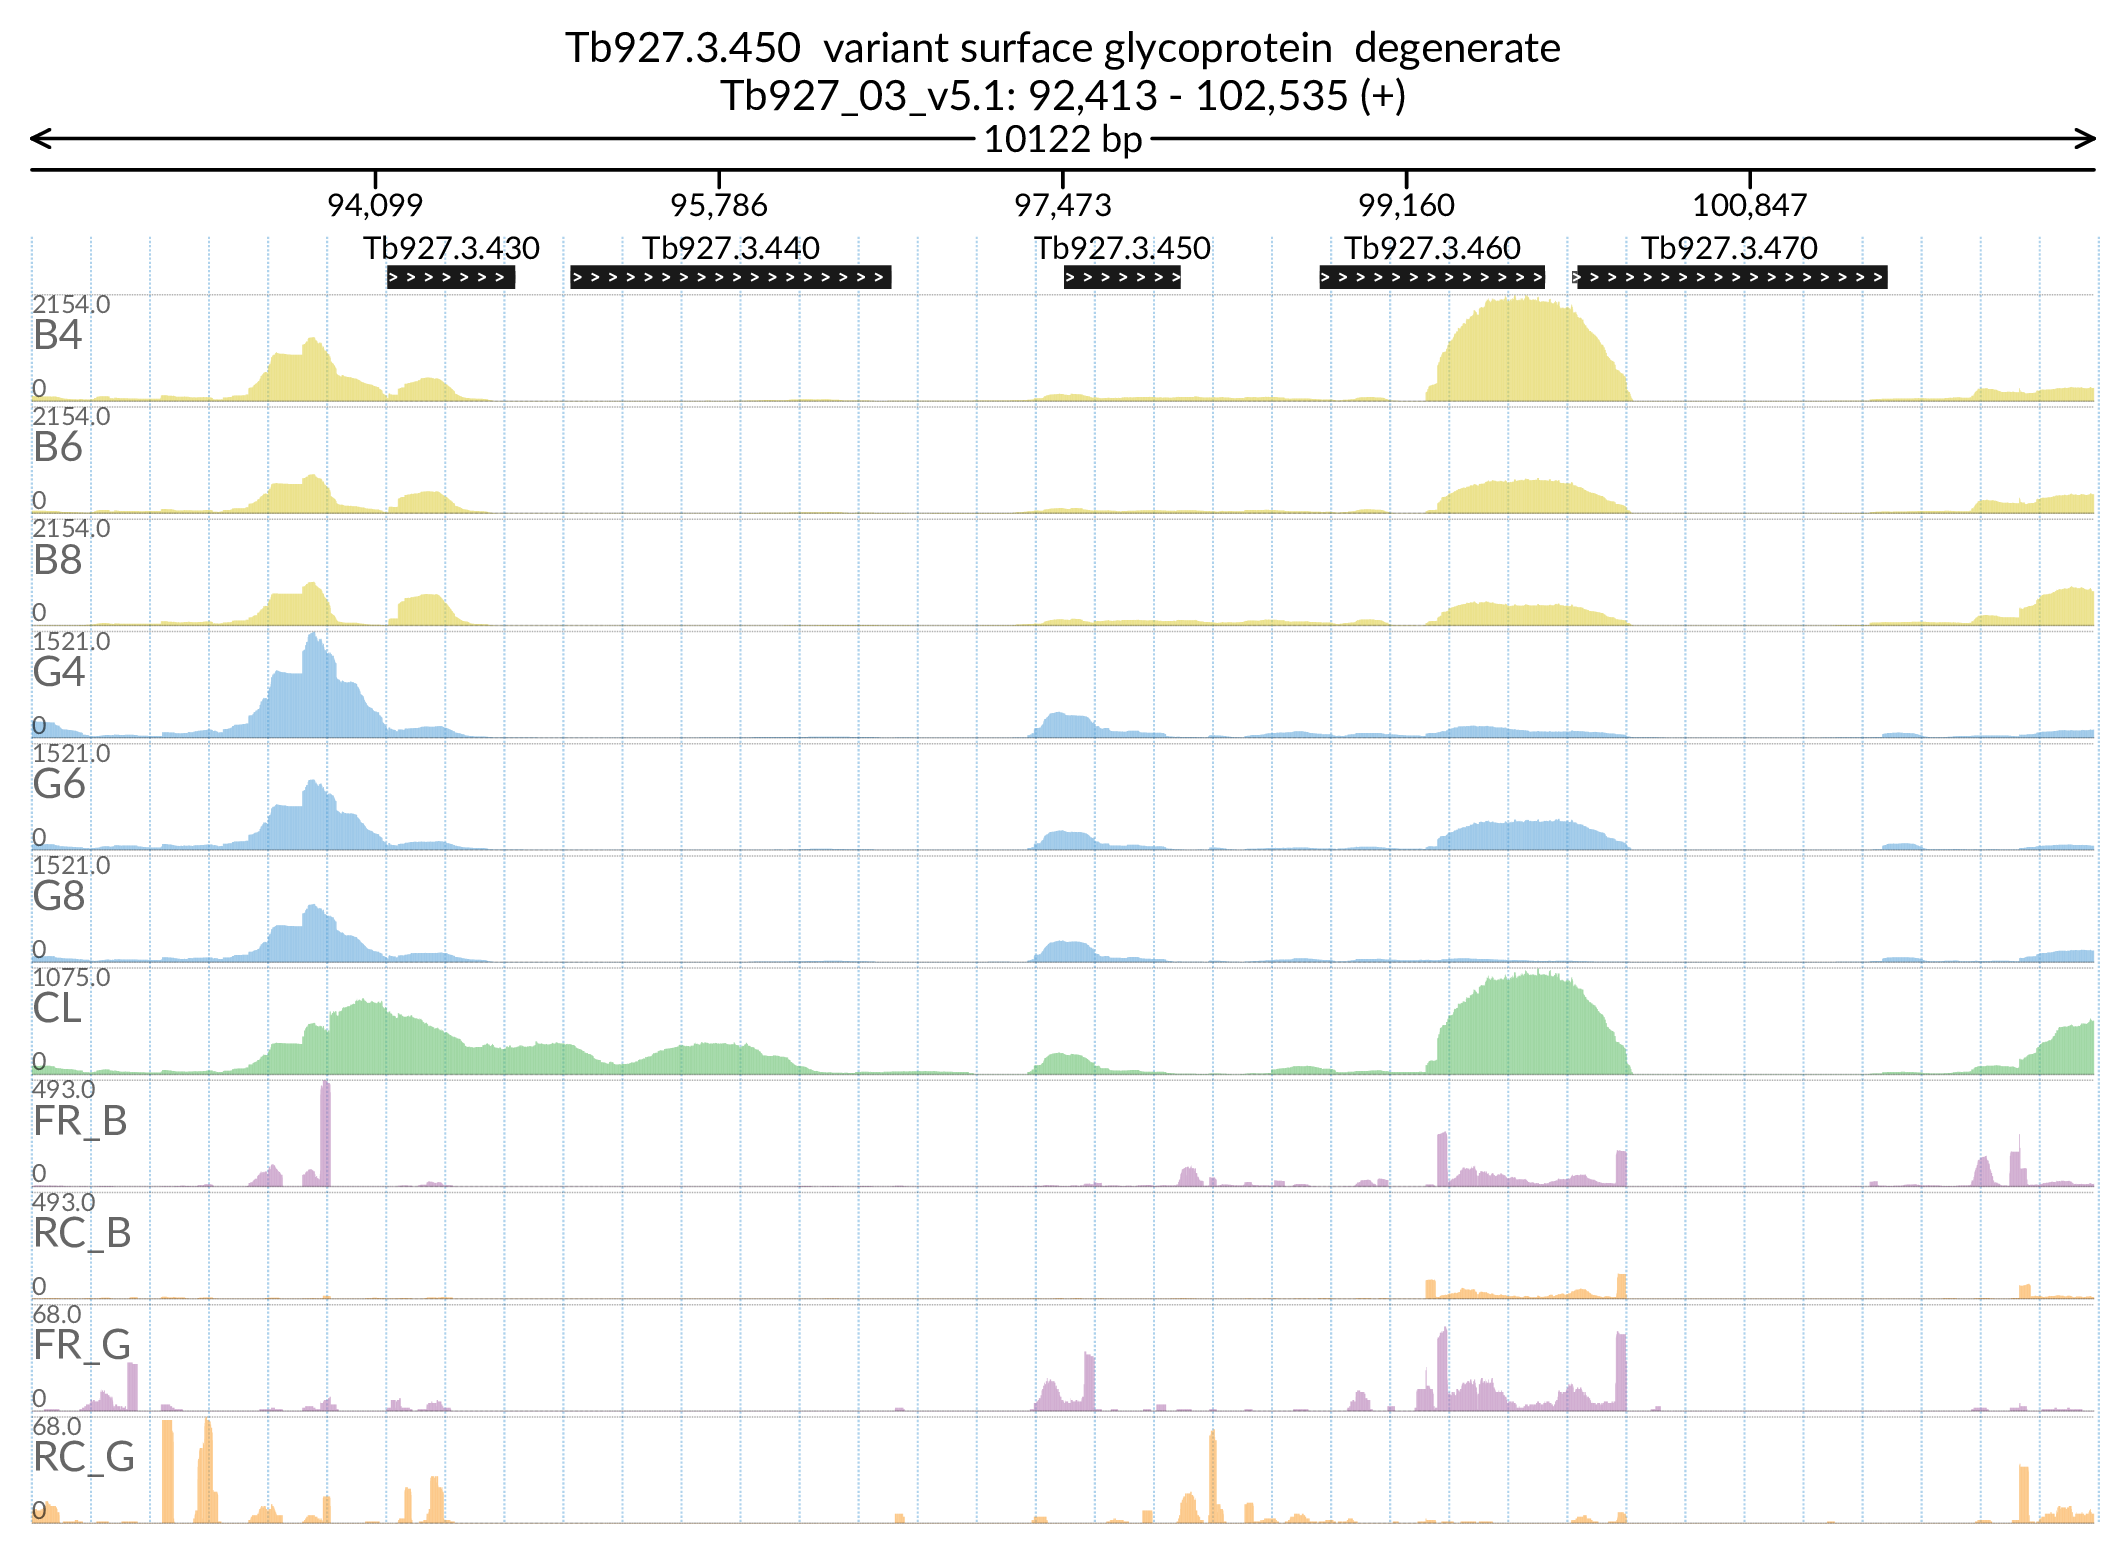 Tb927.3.450  variant surface glycoprotein  degenerate
Tb927_03_v5.1: 92,413 - 102,535 (+)
10122 bp
94,099 95,786 97,473 99,160 100,847
Tb927.3.430 Tb927.3.440 Tb927.3.450 Tb927.3.460 Tb927.3.470
2154.0
B4
0
2154.0
B6
0
2154.0
B8
0
1521.0
G4
0
1521.0
G6
0
1521.0
G8
0
1075.0
CL
0
493.0
FR_B
0
493.0
RC_B
0
68.0
FR_G
0
68.0
RC_G
0